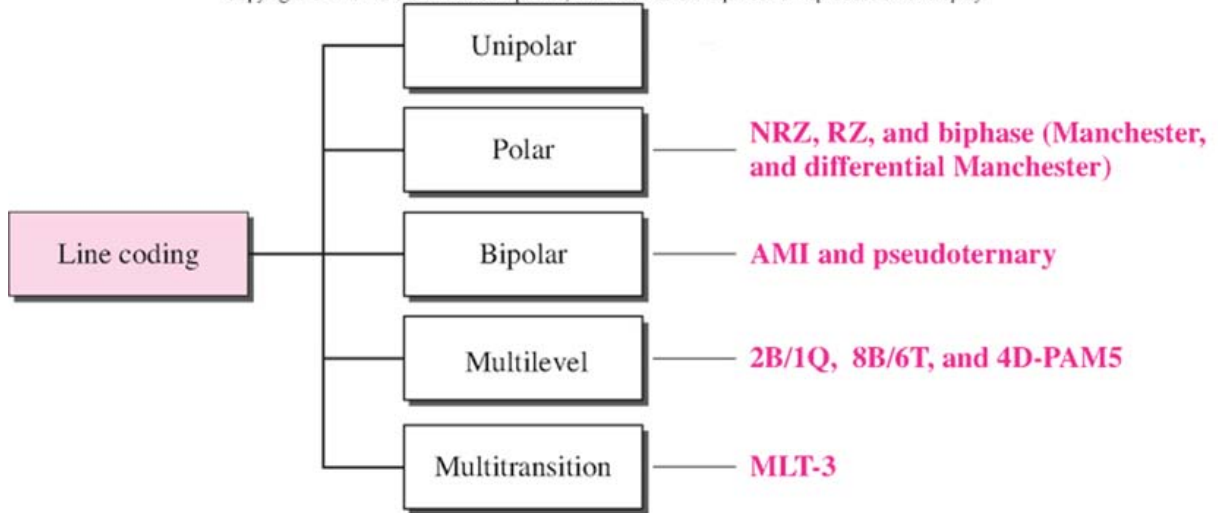 Unipolar
Polar
NRZ, RZ, and biphase (Manchester,
and differential Manchester)
Line coding
Bipolar
AMI and pseudoternary
Multilevel
2B/1Q, 8B/6T, and 4D-PAM5
Multitransition
MLT-3